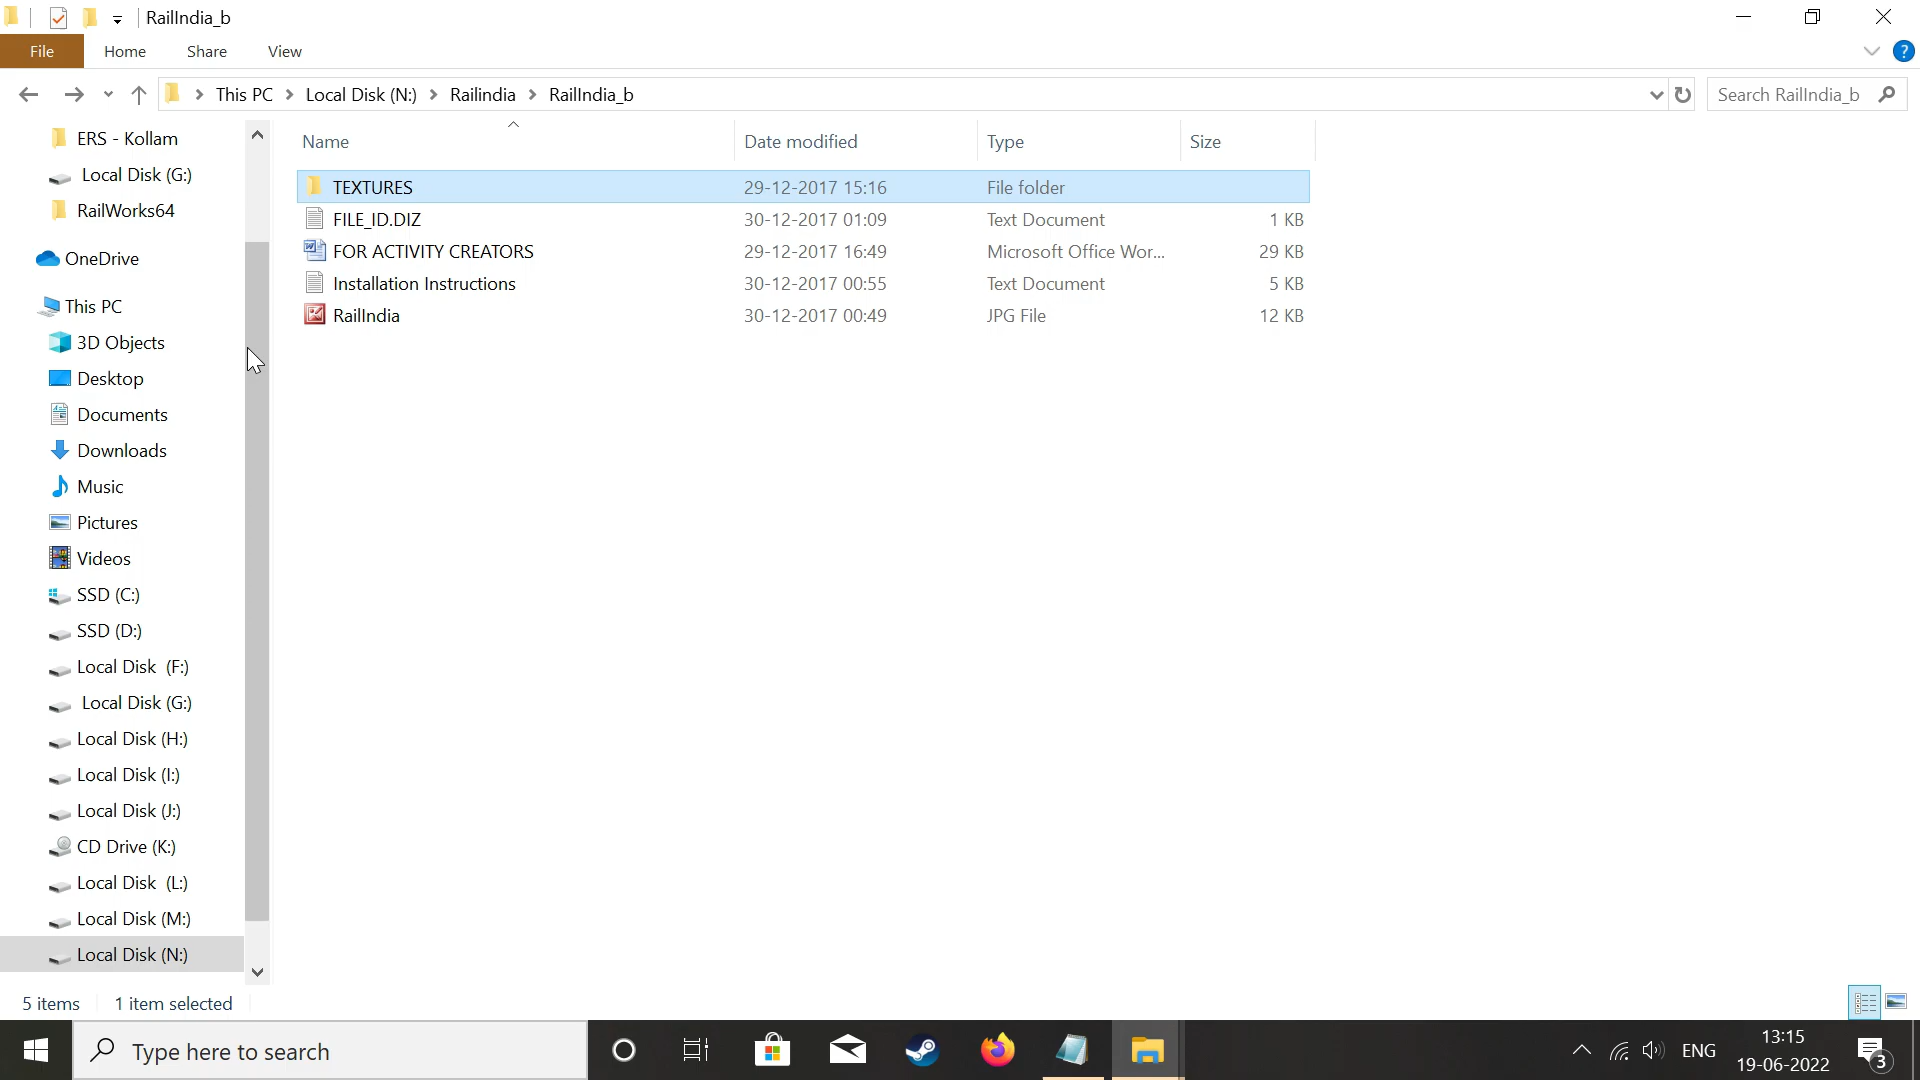 RailIndia_b
File Home Share View
This PC Local Disk (N:) Railindia RailIndia_b
Search RailIndia_b
Name Date modified Type Size
ERS - Kollam
Local Disk (G:)
RailWorks64
OneDrive
This PC
3D Objects
Desktop
Documents
Downloads
Music
Pictures
Videos
SSD (C:)
SSD (D:)
Local Disk (F:)
Local Disk (G:)
Local Disk (H:)
Local Disk (I:)
Local Disk (J:)
CD Drive (K:)
Local Disk (L:)
Local Disk (M:)
Local Disk (N:)
TEXTURES 29-12-2017 15:16 File folder
FILE_ID.DIZ 30-12-2017 01:09 Text Document 1 KB
FOR ACTIVITY CREATORS 29-12-2017 16:49 Microsoft Office Wor... 29 KB
Installation Instructions 30-12-2017 00:55 Text Document 5 KB
RailIndia 30-12-2017 00:49 JPG File 12 KB
5 items 1 item selected
Type here to search
ENG
13:15
19-06-2022
3